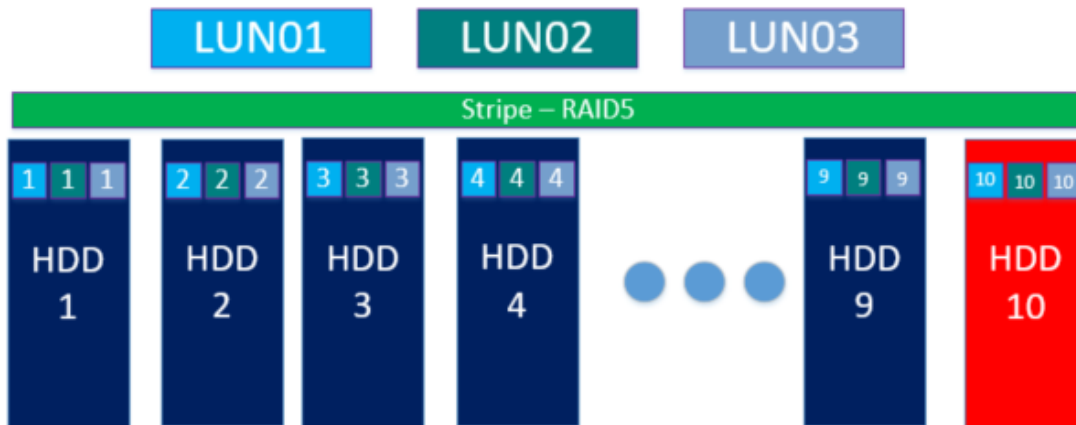 LUN01 LUN02 LUN03
Stripe – RAID5
1 1 1 2 2 2 3 3 3 4 4 4 9 9 9 10 10 10
HDD HDD HDD HDD HDD HDD
1 2 3 4 9 10